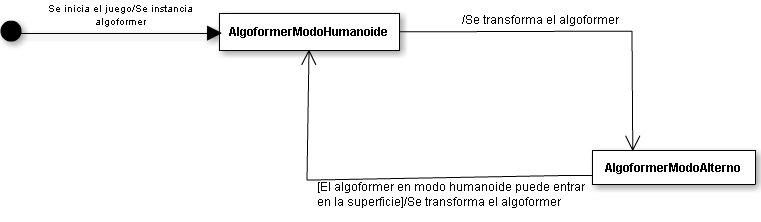 Se inicia el juego/Se instancia
algoformer
AlgoformerModoHumanoide
/Se transforma el algoformer
AlgoformerModoAlterno
[El algoformer en modo humanoide puede entrar
en la superficie]/Se transforma el algoformer